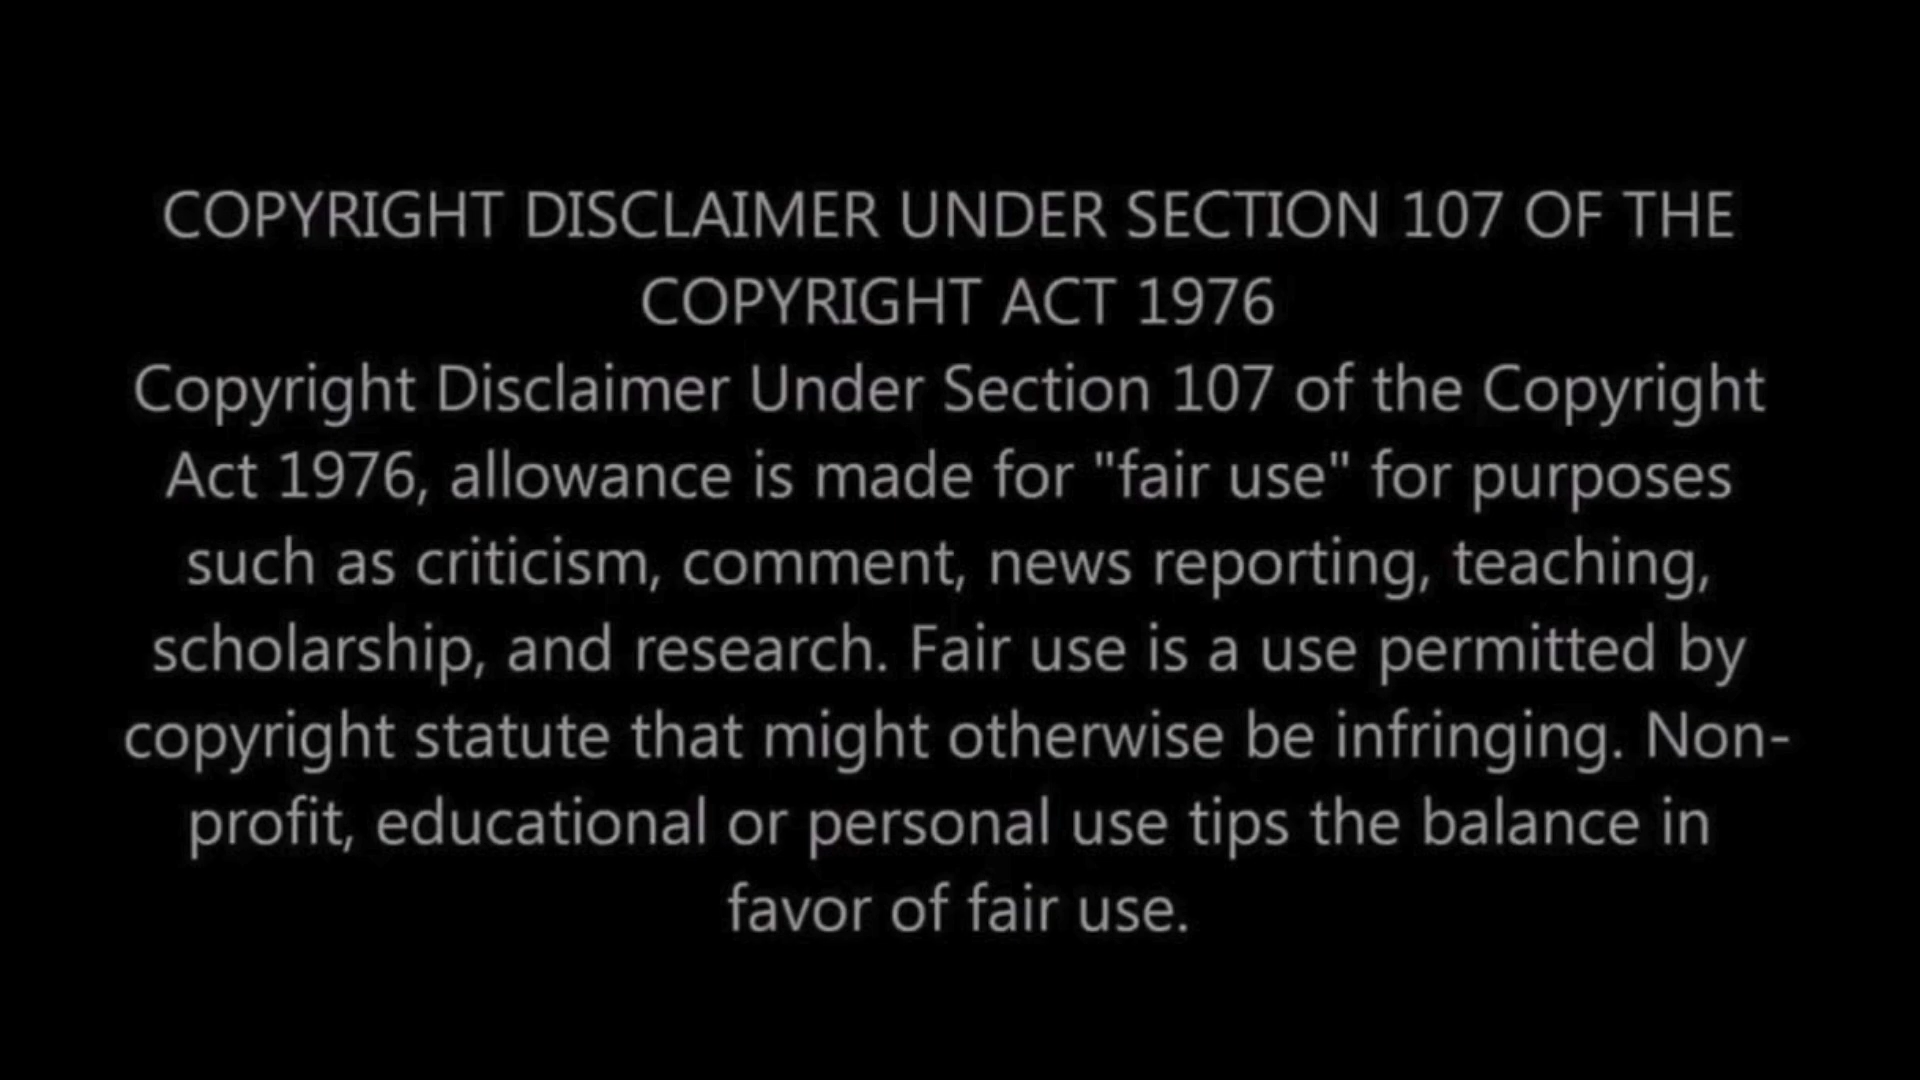 COPYRIGHT DISCLAIMER UNDER SECTION 107 OF THE
COPYRIGHT ACT 1976
Copyright Disclaimer Under Section 107 of the Copyright
Act 1976, allowance is made for "fair use" for purposes
such as criticism, comment, news reporting, teaching,
scholarship, and research. Fair use is a use permitted by
copyright statute that might otherwise be infringing. Non-
profit, educational or personal use tips the balance in
favor of fair use.